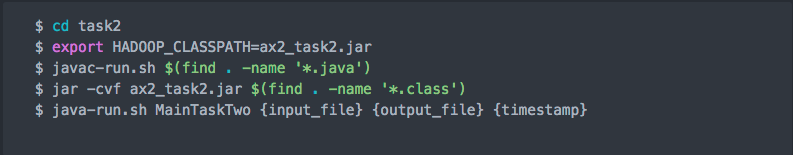 $ cd task2
$ export HADOOP_CLASSPATH=ax2_task2.jar
$ javac-run.sh $(find . -name '*.java')
$ jar -cvf ax2_task2.jar $(find . -name '*.class')
$ java-run.sh MainTaskTwo {input_file} {output_file} {timestamp}